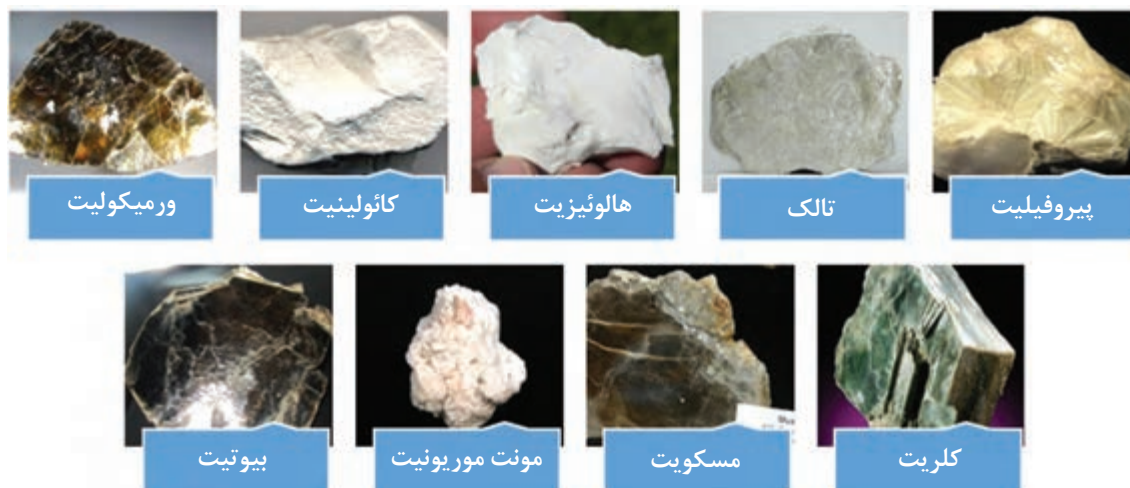 پیروفیلیت
تالک
هالوئیزیت
کائولینیت
ورمیکولیت
کلریت
مسکویت
مونت موریونیت
بیوتیت